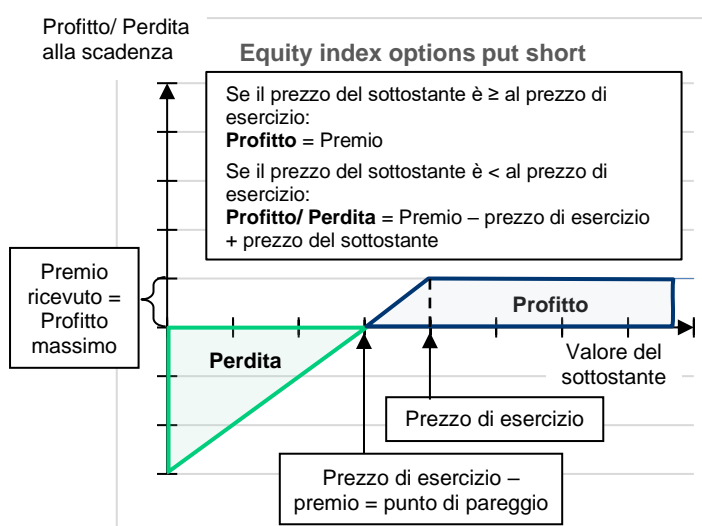 Profitto/ Perdita
alla scadenza
Equity index options put short
Se il prezzo del sottostante è ≥ al prezzo di
esercizio:
Profitto = Premio
Se il prezzo del sottostante è < al prezzo di
esercizio:
Profitto/ Perdita = Premio – prezzo di esercizio
+ prezzo del sottostante
Premio
ricevuto =
Profitto
massimo
Profitto
Perdita
Valore del
sottostante
Prezzo di esercizio
Prezzo di esercizio –
premio = punto di pareggio